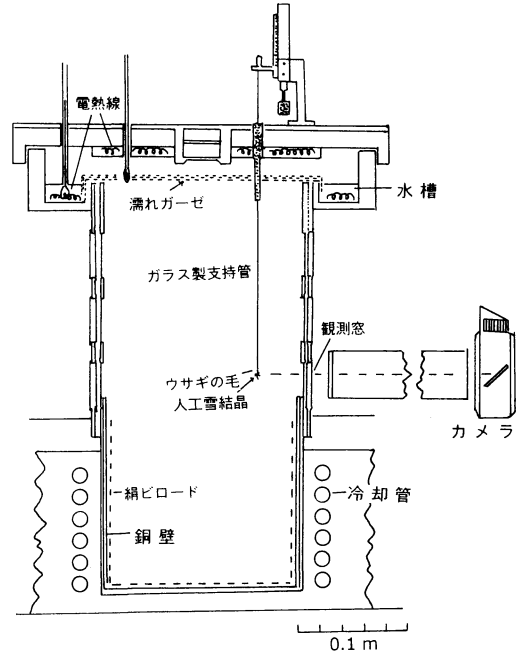 電熱線
水槽
濡れガーゼ
ガラス製支持管
観測窓
ウサギの毛
人工雪結晶
カメラ
絹ビロード
冷却管
銅壁
0.1 m